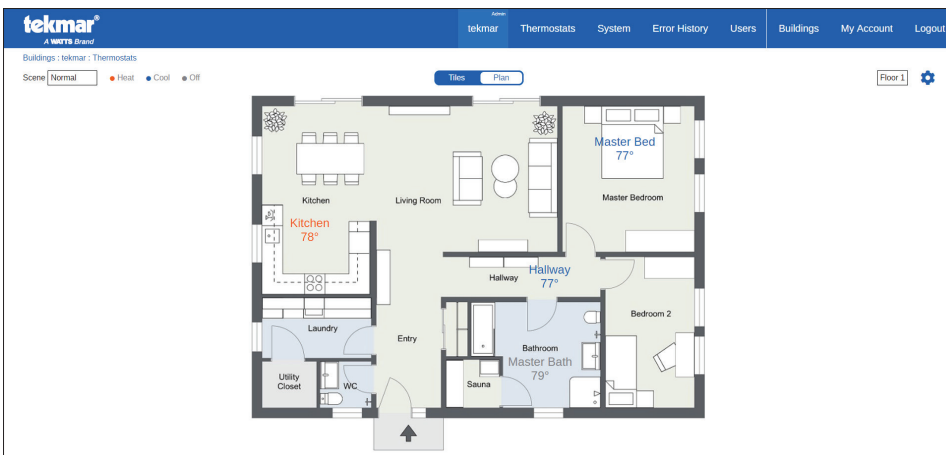 tekmar®
A WATTS Brand
Admin
tekmar
Thermostats
System
Error History
Users
Buildings
My Account
Logout
Buildings : tekmar : Thermostats
Scene Normal
Heat
Cool
Off
Tiles
Plan
Floor 1
Master Bed
77°
Kitchen
Living Room
Master Bedroom
Kitchen
78°
Hallway
Hallway
77°
Bedroom 2
Laundry
Entry
Bathroom
Master Bath
79°
Utility
Closet
WC
Sauna